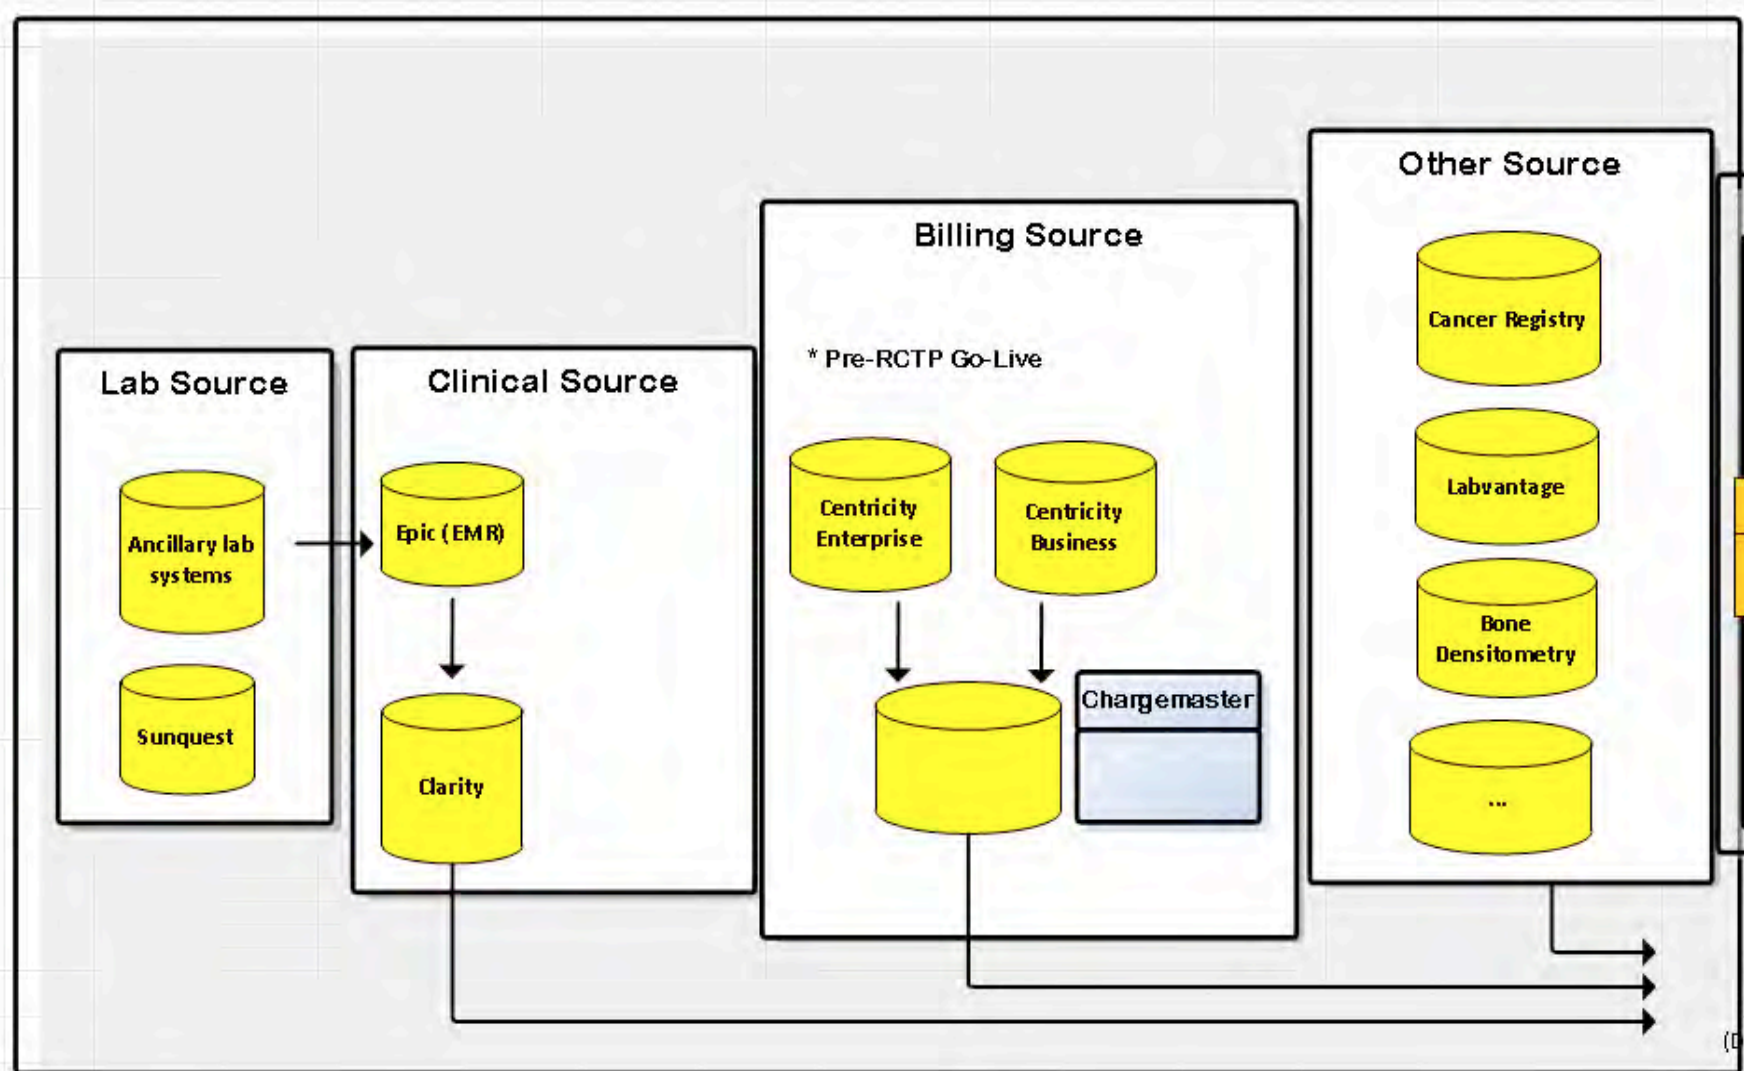 Lab Source
Ancillary lab
systems
Sunquest
Clinical Source
Epic (EMR)
Clarity
Billing Source
* Pre-RCTP Go-Live
Centricity
Enterprise
Centricity
Business
Chargemaster
Other Source
Cancer Registry
Labvantage
Bone
Densitometry
...